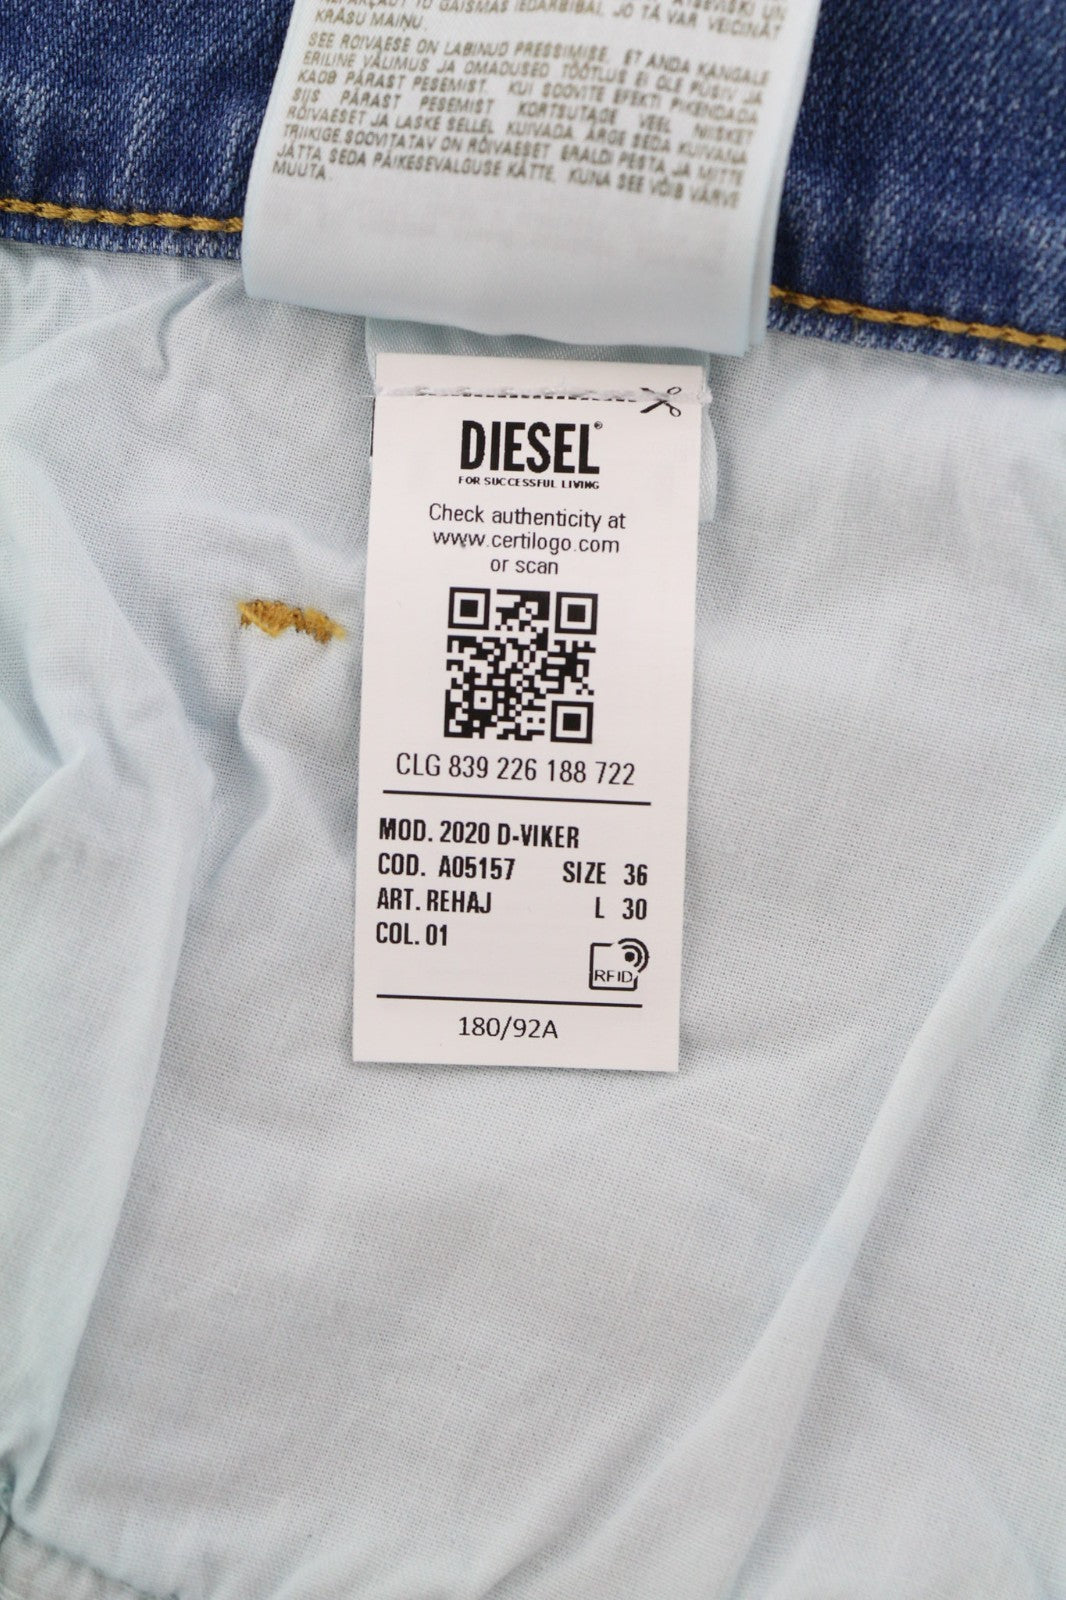 KRĀSU MAIŅU.
SEE RÕIVAESE ON LÄBINUD PRESSIMISE, ET ANDA KANGALE
ERILINE VÄLIMUS JA OMADUSED TÖÖTLUS EI OLE PÜSIV JA
KAOB PÄRAST PESEMIST. KUI SOOVITE EFEKTI PIKENDADA
SIIS PÄRAST PESEMIST KORTSUTAGE VEEL NIISKET
RÕIVAESET JA LASKE SELLEL KUIVADA. ÄRGE SEDA KUIVANA
TRIIKIGE.SOOVITATAV ON RÕIVAESET ERALDI PESTA JA MITTE
JÄTTA SEDA PÄIKESEVALGUSE KÄTTE, KUNA SEE VÕIB VÄRVE
MUUTA.
DIESEL®
FOR SUCCESSFUL LIVING
Check authenticity at
www.certilogo.com
or scan
CLG 839 226 188 722
MOD. 2020 D-VIKER
COD. A05157 SIZE 36
ART. REHAJ L 30
COL. 01
RFID
180/92A